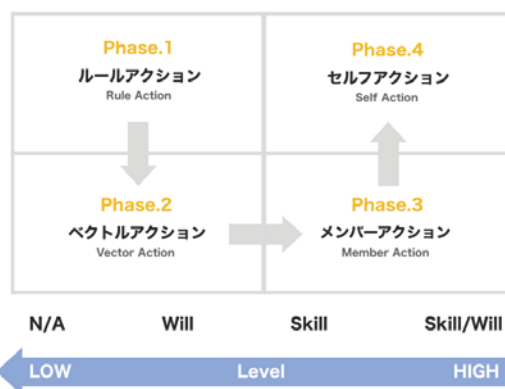 Phase.1
ルールアクション
Rule Action
Phase.4
セルフアクション
Self Action
Phase.2
ベクトルアクション
Vector Action
Phase.3
メンバーアクション
Member Action
N/A Will Skill Skill/Will
LOW Level HIGH